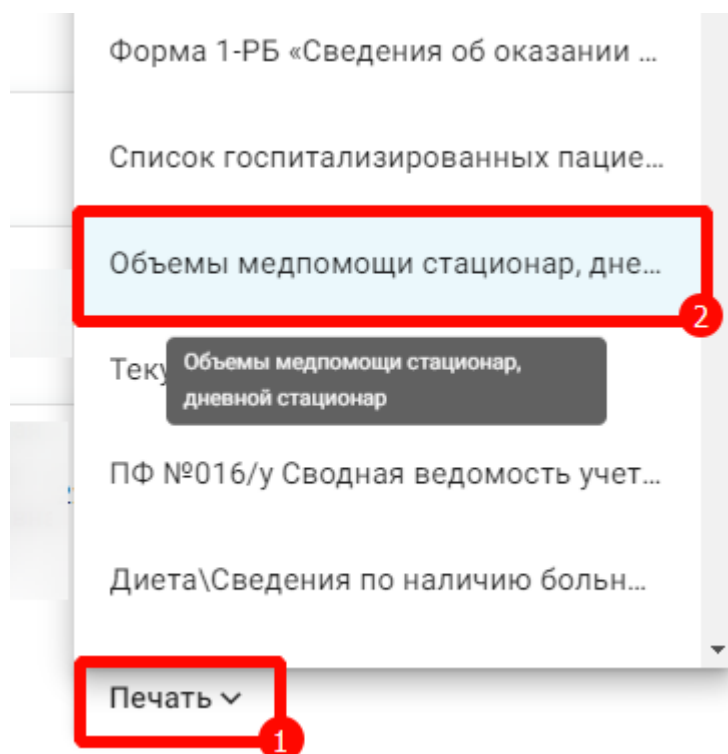 Форма 1-РБ «Сведения об оказании ...
Список госпитализированных пацие...
Объемы медпомощи стационар, дне...
2
Теку
Объемы медпомощи стационар,
дневной стационар
ПФ №016/у Сводная ведомость учет...
Диета\Сведения по наличию больн...
Печать
1